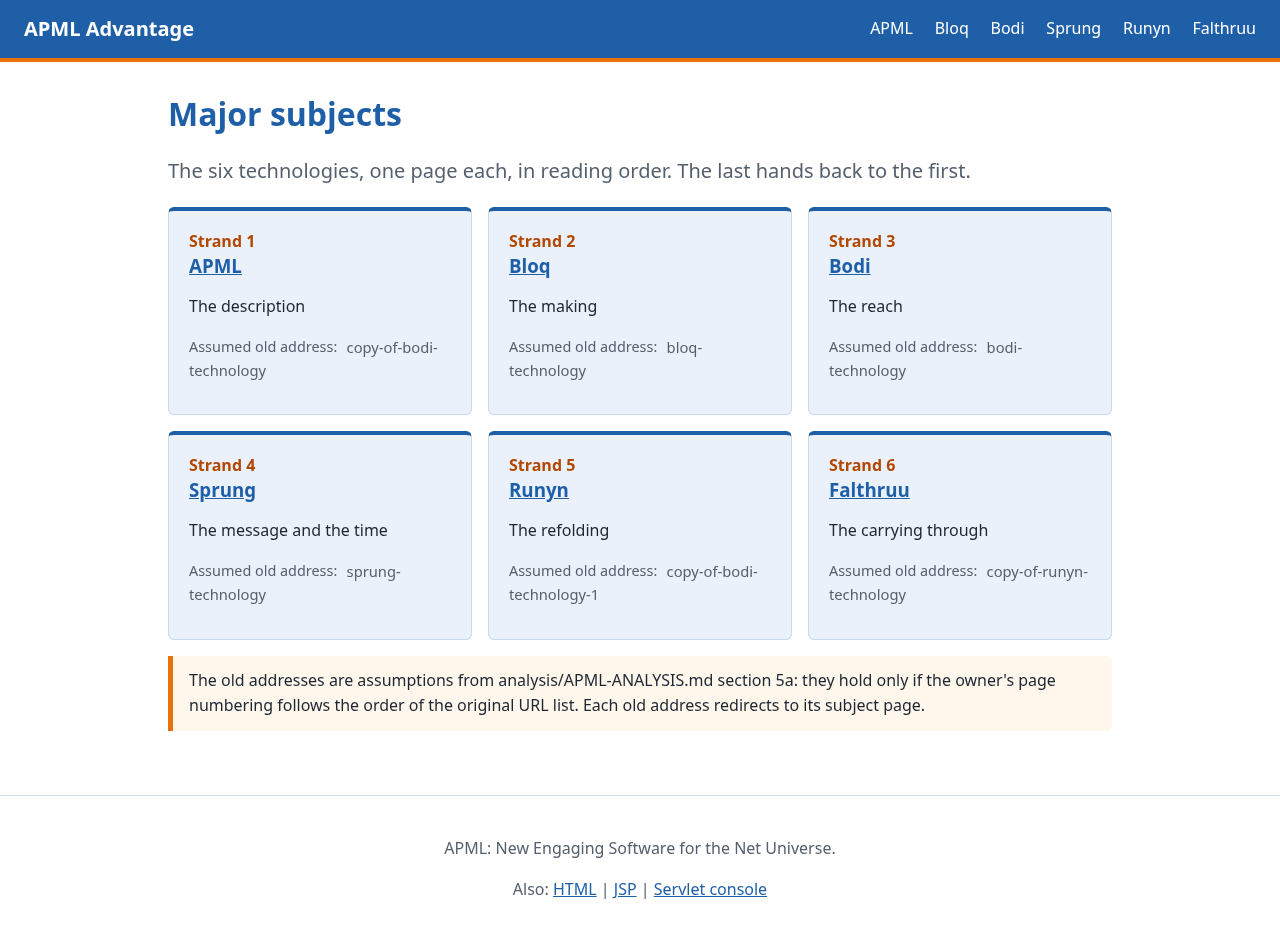 APML Advantage
APML Bloq Bodi Sprung Runyn Falthruu
Major subjects
The six technologies, one page each, in reading order. The last hands back to the first.
Strand 1
APML
The description
Assumed old address: copy-of-bodi-
technology
Strand 2
Bloq
The making
Assumed old address: bloq-
technology
Strand 3
Bodi
The reach
Assumed old address: bodi-
technology
Strand 4
Sprung
The message and the time
Assumed old address: sprung-
technology
Strand 5
Runyn
The refolding
Assumed old address: copy-of-bodi-
technology-1
Strand 6
Falthruu
The carrying through
Assumed old address: copy-of-runyn-
technology
The old addresses are assumptions from analysis/APML-ANALYSIS.md section 5a: they hold only if the owner's page
numbering follows the order of the original URL list. Each old address redirects to its subject page.
APML: New Engaging Software for the Net Universe.
Also: HTML | JSP | Servlet console